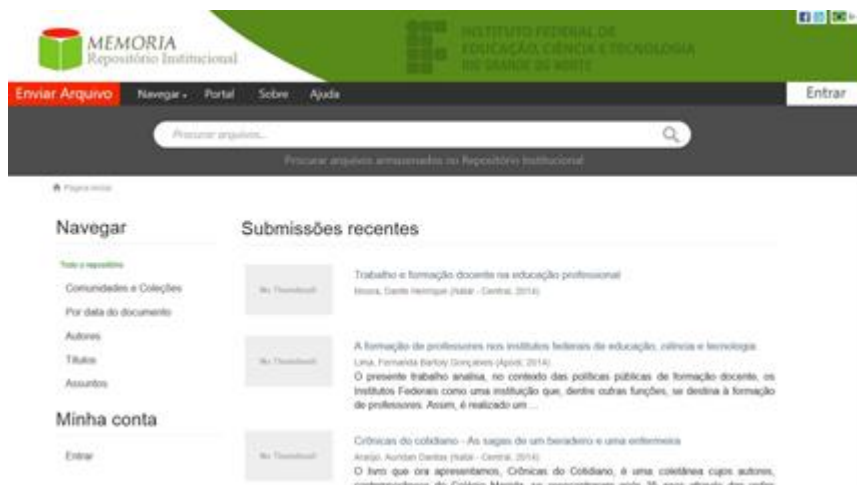 MEMORIA
Repositório Institucional
INSTITUTO FEDERAL DE
EDUCAÇÃO, CIÊNCIA E TECNOLOGIA
RIO GRANDE DO NORTE
Enviar Arquivo Navegar Portal Sobre Ajuda Entrar
Procurar arquivos...
Procurar arquivos armazenados no Repositório Institucional
Página inicial
Navegar
Todo o repositório
Comunidades e Coleções
Por data do documento
Autores
Títulos
Assuntos
Minha conta
Entrar
Submissões recentes
No Thumbnail
Trabalho e formação docente na educação profissional
Moura, Dante Henrique (Natal - Central, 2014)
No Thumbnail
A formação de professores nos institutos federais de educação, ciência e tecnologia
Lima, Fernanda Bartoly Gonçalves (Apodi, 2014)
O presente trabalho analisa, no contexto das políticas públicas de formação docente, os
Institutos Federais como uma instituição que, dentre outras funções, se destina à formação
de professores. Assim, é realizado um ...
No Thumbnail
Crônicas do cotidiano - As sagas de um beradeiro e uma enfermeira
Araújo, Auridan Dantas (Natal - Central, 2014)
O livro que ora apresentamos, Crônicas do Cotidiano, é uma coletânea cujos autores,